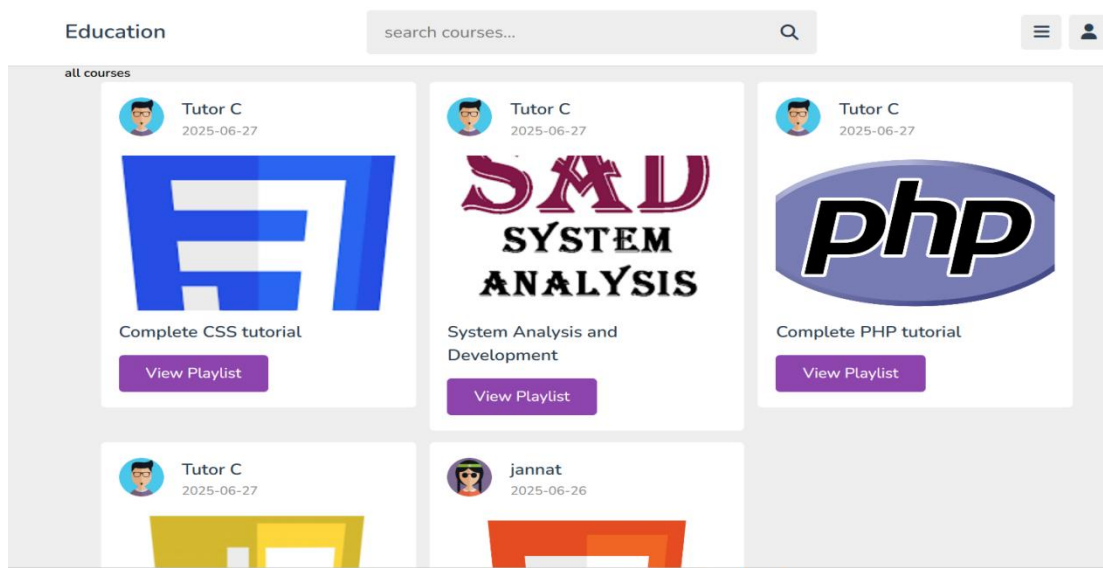 Education
search courses...
all courses
Tutor C
2025-06-27
SAD
SYSTEM
ANALYSIS
System Analysis and
Development
View Playlist
Tutor C
2025-06-27
Complete CSS tutorial
View Playlist
Tutor C
2025-06-27
php
Complete PHP tutorial
View Playlist
Tutor C
2025-06-27
jannat
2025-06-26